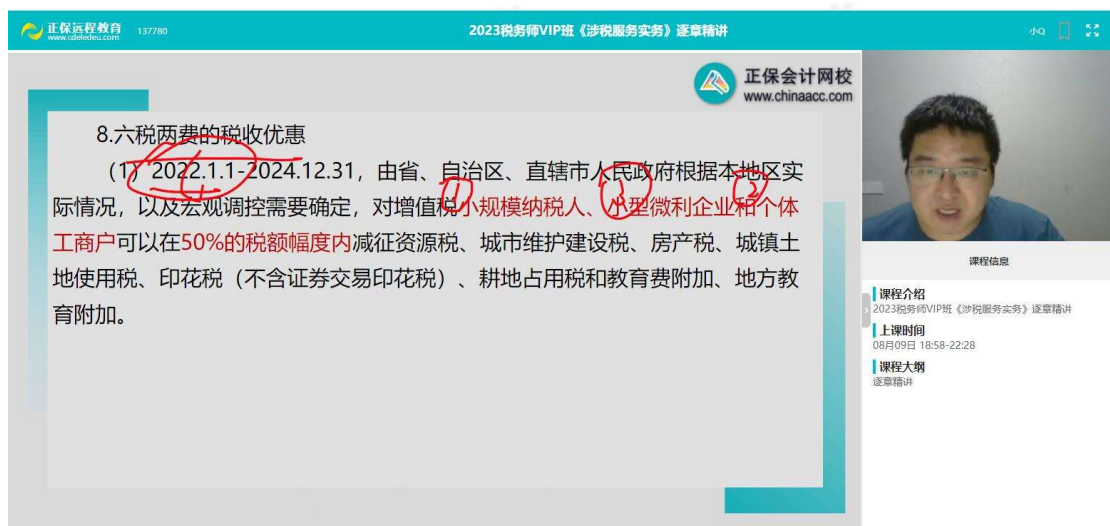 正保远程教育
www.cdeledu.com
137780
2023税务师VIP班《涉税服务实务》逐章精讲
小Q
正保会计网校
www.chinaacc.com
8.六税两费的税收优惠
（1）2022.1.1-2024.12.31，由省、自治区、直辖市人民政府根据本地区实
际情况，以及宏观调控需要确定，对增值税小规模纳税人、小型微利企业和个体
工商户可以在50%的税额幅度内减征资源税、城市维护建设税、房产税、城镇土
地使用税、印花税（不含证券交易印花税）、耕地占用税和教育费附加、地方教
育附加。
①
③
②
课程信息
课程介绍
2023税务师VIP班《涉税服务实务》逐章精讲
上课时间
08月09日 18:58-22:28
课程大纲
逐章精讲